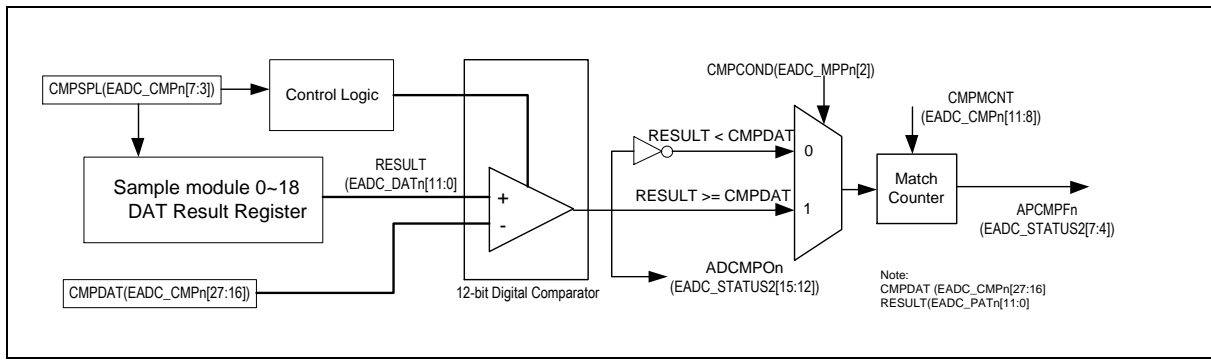 CMPSPL(EADC_CMPn[7:3])
Control Logic
Sample module 0~18
DAT Result Register
CMPDAT(EADC_CMPn[27:16])
RESULT
(EADC_DATn[11:0]
+
-
12-bit Digital Comparator
CMPCOND(EADC_MPPn[2])
RESULT < CMPDAT
0
RESULT >= CMPDAT
1
ADCMPOn
(EADC_STATUS2[15:12])
CMPMCNT
(EADC_CMPn[11:8])
Match
Counter
APCMPFn
(EADC_STATUS2[7:4])
Note:
CMPDAT (EADC_CMPn[27:16]
RESULT(EADC_PATn[11:0]